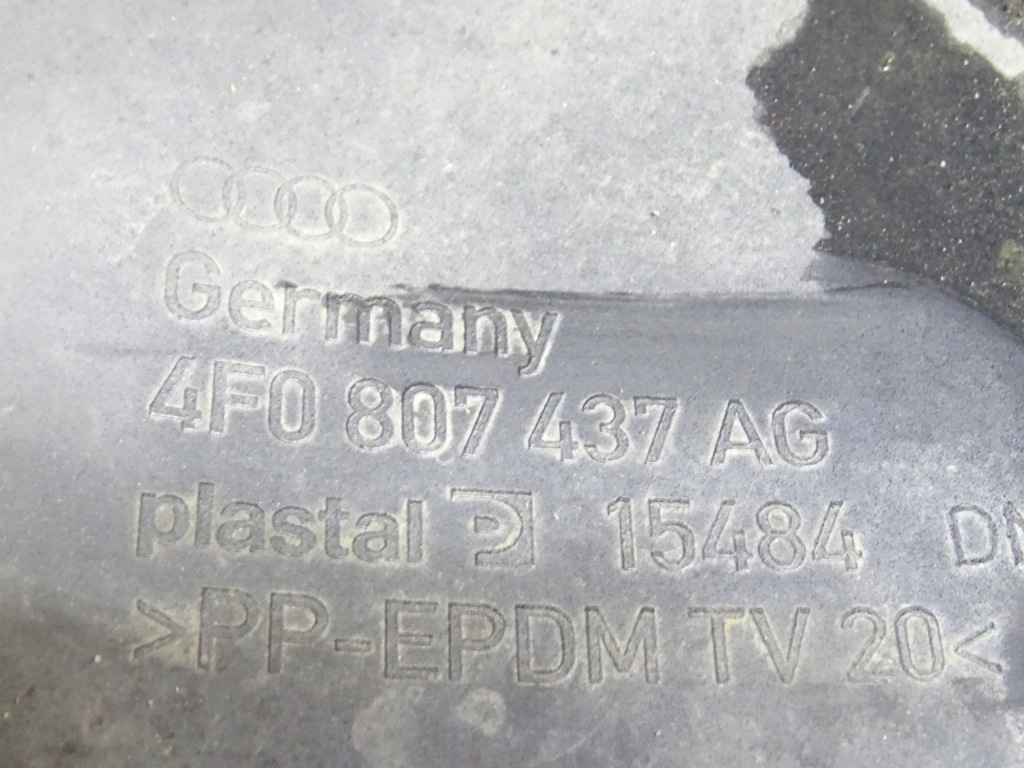 Germany
4F0 807 437 AG
plastal 15484
>PP-EPDM TV 20<